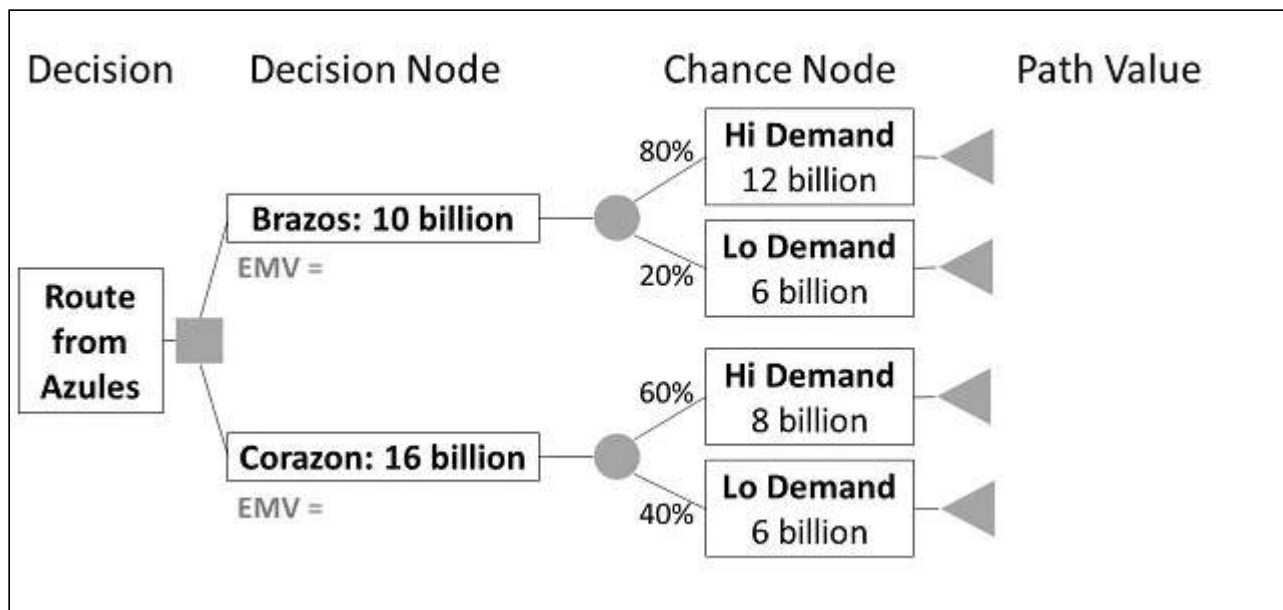 Decision Decision Node Chance Node Path Value
80%
Hi Demand
12 billion
Brazos: 10 billion
EMV =
20%
Lo Demand
6 billion
Route
from
Azules
60%
Hi Demand
8 billion
Corazon: 16 billion
EMV =
40%
Lo Demand
6 billion